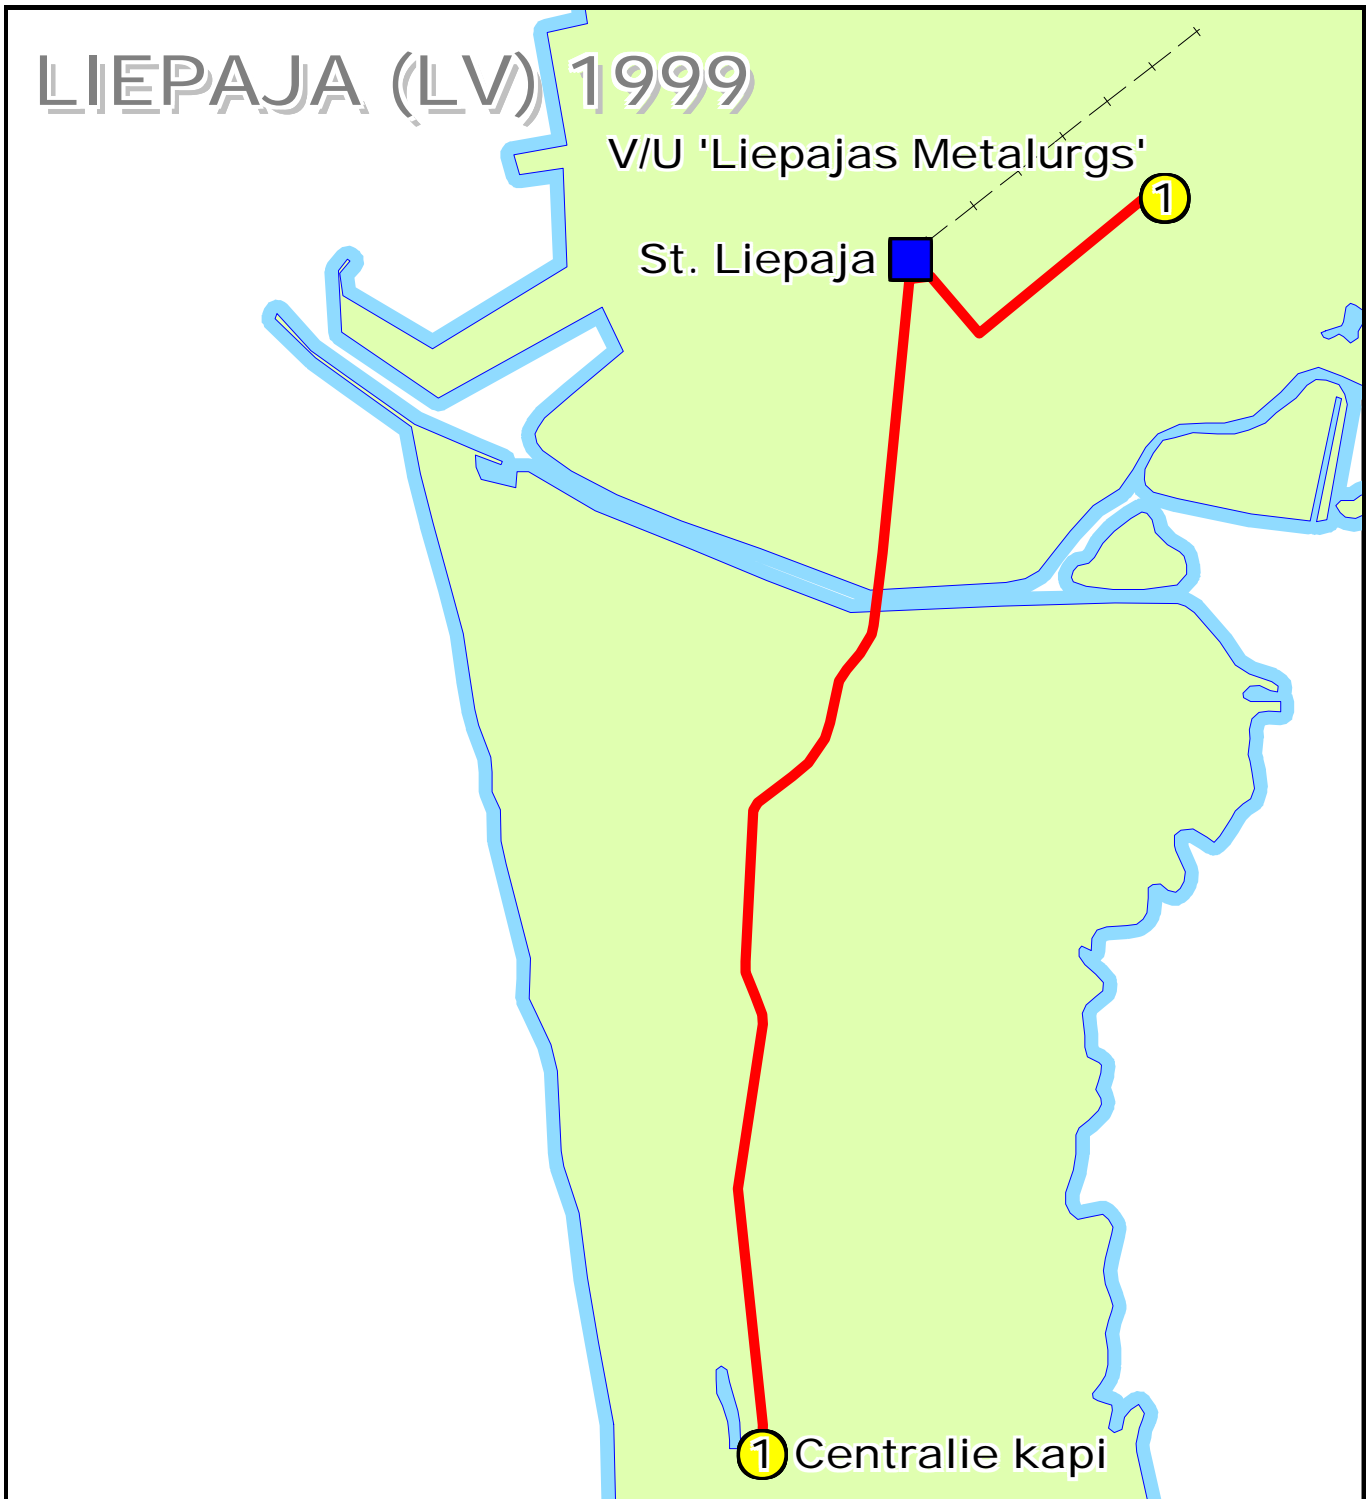 LIEPAJA (LV) 1999
V/U 'Liepajas Metalurgs'
1
St. Liepaja
1 Centralie kapi